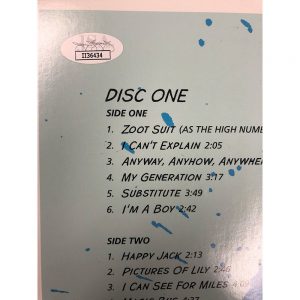 II36434
DISC ONE
SIDE ONE
1. ZOOT SUIT (AS THE HIGH NUMB
2. I CAN'T EXPLAIN 2:05
3. ANYWAY, ANYHOW, ANYWHER
4. MY GENERATION 3:17
5. SUBSTITUTE 3:49
6. I'M A BOY 2:42
SIDE TWO
1. HAPPY JACK 2:13
2. PICTURES OF LILY
3. I CAN SEE FOR MILES